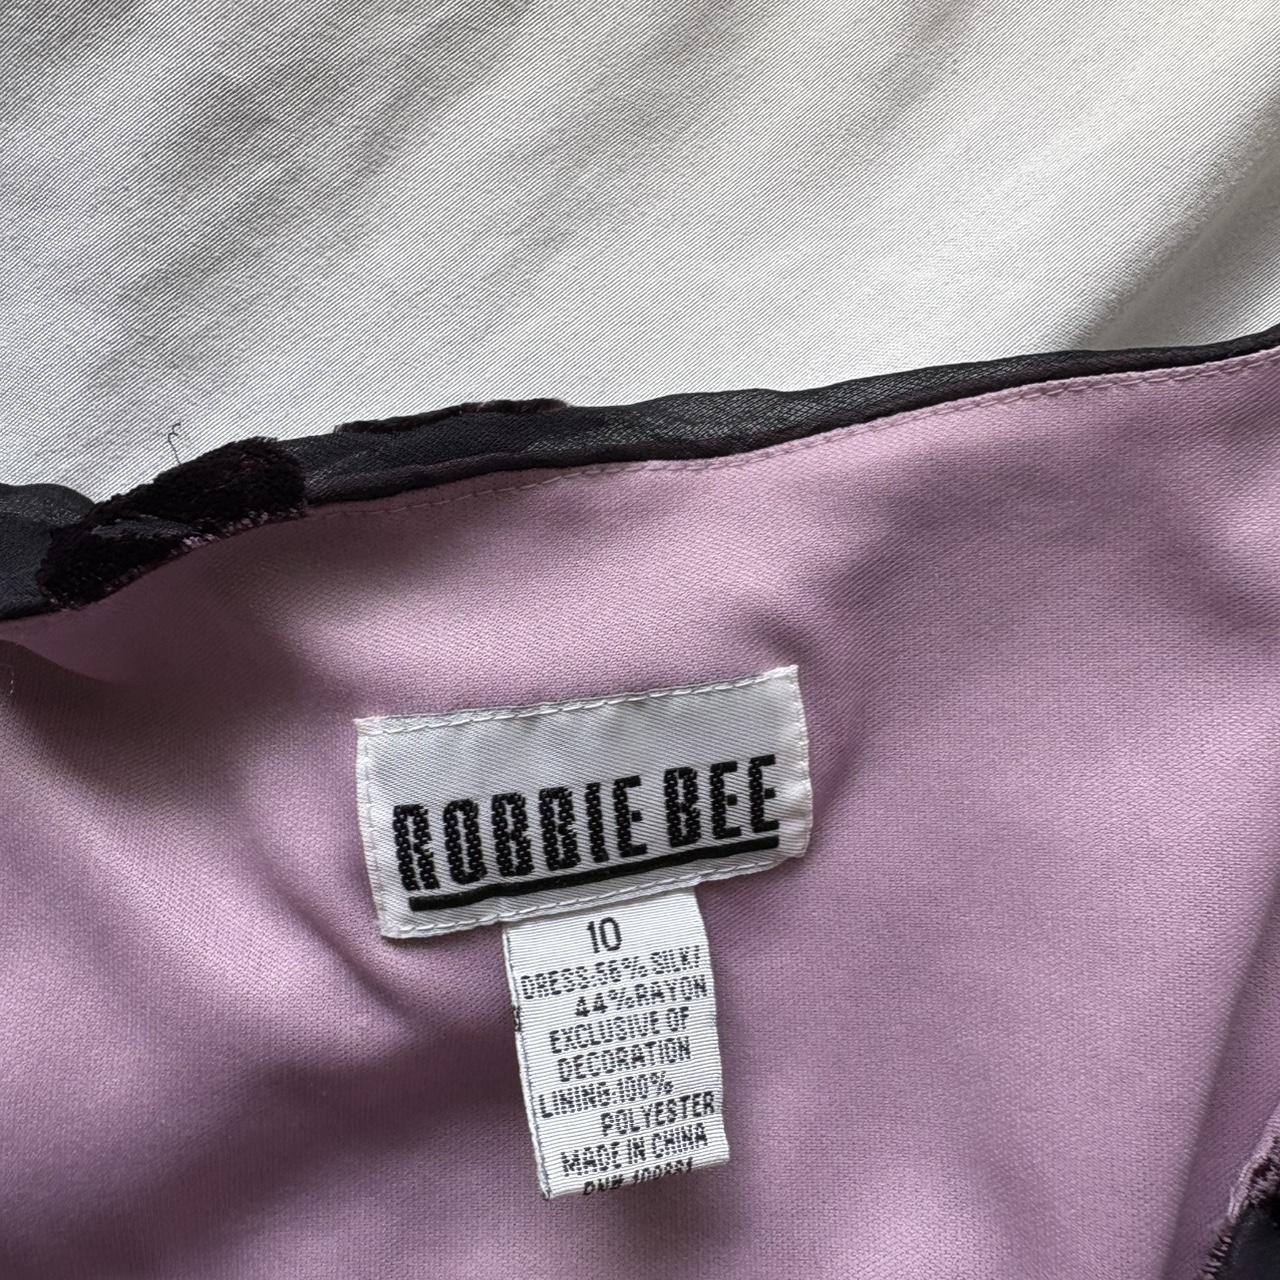 ROBBIE BEE
10
DRESS:56% SILK/
44%RAYON
EXCLUSIVE OF
DECORATION
LINING:100%
POLYESTER
MADE IN CHINA